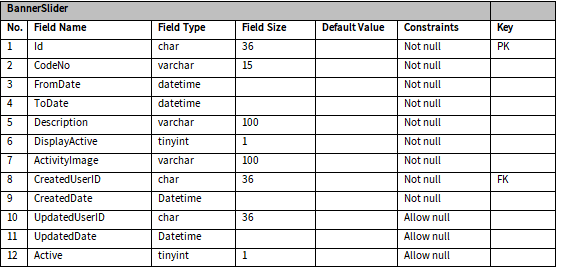 BannerSlider
No. Field Name Field Type Field Size Default Value Constraints Key
1 Id char 36 Not null PK
2 CodeNo varchar 15 Not null
3 FromDate datetime Not null
4 ToDate datetime Not null
5 Description varchar 100 Not null
6 DisplayActive tinyint 1 Not null
7 ActivityImage varchar 100 Not null
8 CreatedUserID char 36 Not null FK
9 CreatedDate Datetime Not null
10 UpdatedUserID char 36 Allow null
11 UpdatedDate Datetime Allow null
12 Active tinyint 1 Allow null